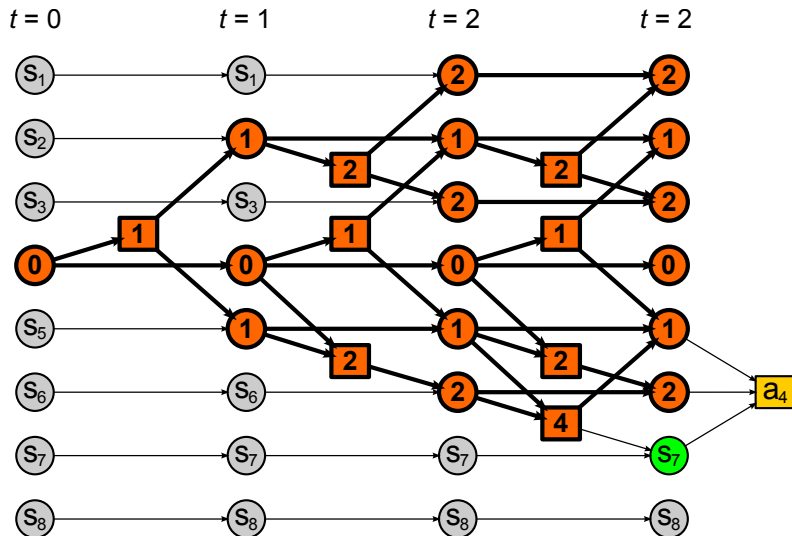 t = 0 t = 1 t = 2 t = 2
s1 s1 2 2
s2 1 1 1
2 2
s3 s3 2 2
1 1 1
0 0 0 0
s5 1 1 1
2 2
s6 s6 2 2
a4
4
s7 s7 s7 s7
s8 s8 s8 s8